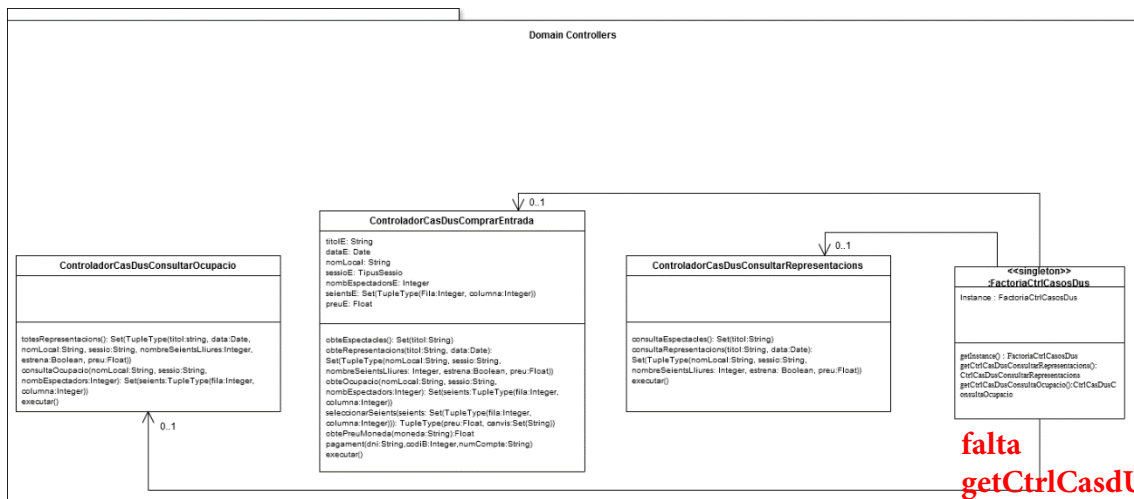 Domain Controllers
0..1
ControladorCasDusComprarEntrada
titolE: String
dataE: Date
nomLocal: String
sessioE: TipusSessio
nombEspectadorsE: Integer
seientsE: Set(TupleType(Fila:Integer, columna:Integer))
preuE: Float
obteEspectacles(): Set(titol:String)
obteRepresentacions(titol:String, data:Date):
Set(TupleType(nomLocal:String, sessio:String,
nombreSeientsLliures: Integer, estrena:Boolean, preu:Float))
obteOcupacio(nomLocal:String, sessio:String,
nombEspectadors:Integer): Set(seients:TupleType(fila:Integer,
columna:Integer))
seleccionarSeients(seients: Set(TupleType(fila:Integer,
columna:Integer))): TupleType(preu:Float, canvis:Set(String))
obtePreuMoneda(moneda:String):Float
pagament(dni:String,codiB:Integer,numCompte:String)
executar()
ControladorCasDusConsultarOcupacio
totesRepresentacions(): Set(TupleType(titol:string, data:Date,
nomLocal:String, sessio:String, nombreSeientsLliures:Integer,
estrena:Boolean, preu:Float))
consultaOcupacio(nomLocal:String, sessio:String,
nombEspectadors:Integer): Set(seients:TupleType(fila:Integer,
columna:Integer))
executar()
0..1
0..1
ControladorCasDusConsultarRepresentacions
consultaEspectacles(): Set(titol:String)
consultaRepresentacions(titol:String, data:Date):
Set(TupleType(nomLocal:String, sessio:String,
nombreSeientsLliures: Integer, estrena: Boolean, preu:Float))
executar()
<<singleton>>
:FactoriaCtrlCasosDus
Instance : FactoriaCtrlCasosDus
getInstance() : FactoriaCtrlCasosDus
getCtrlCasDusConsultarRepresentacions():
CtrlCasDusConsultarRepresentacions
getCtrlCasDusConsultaOcupacio():CtrlCasDusC
onsultaOcupacio
falta
getCtrlCasdU